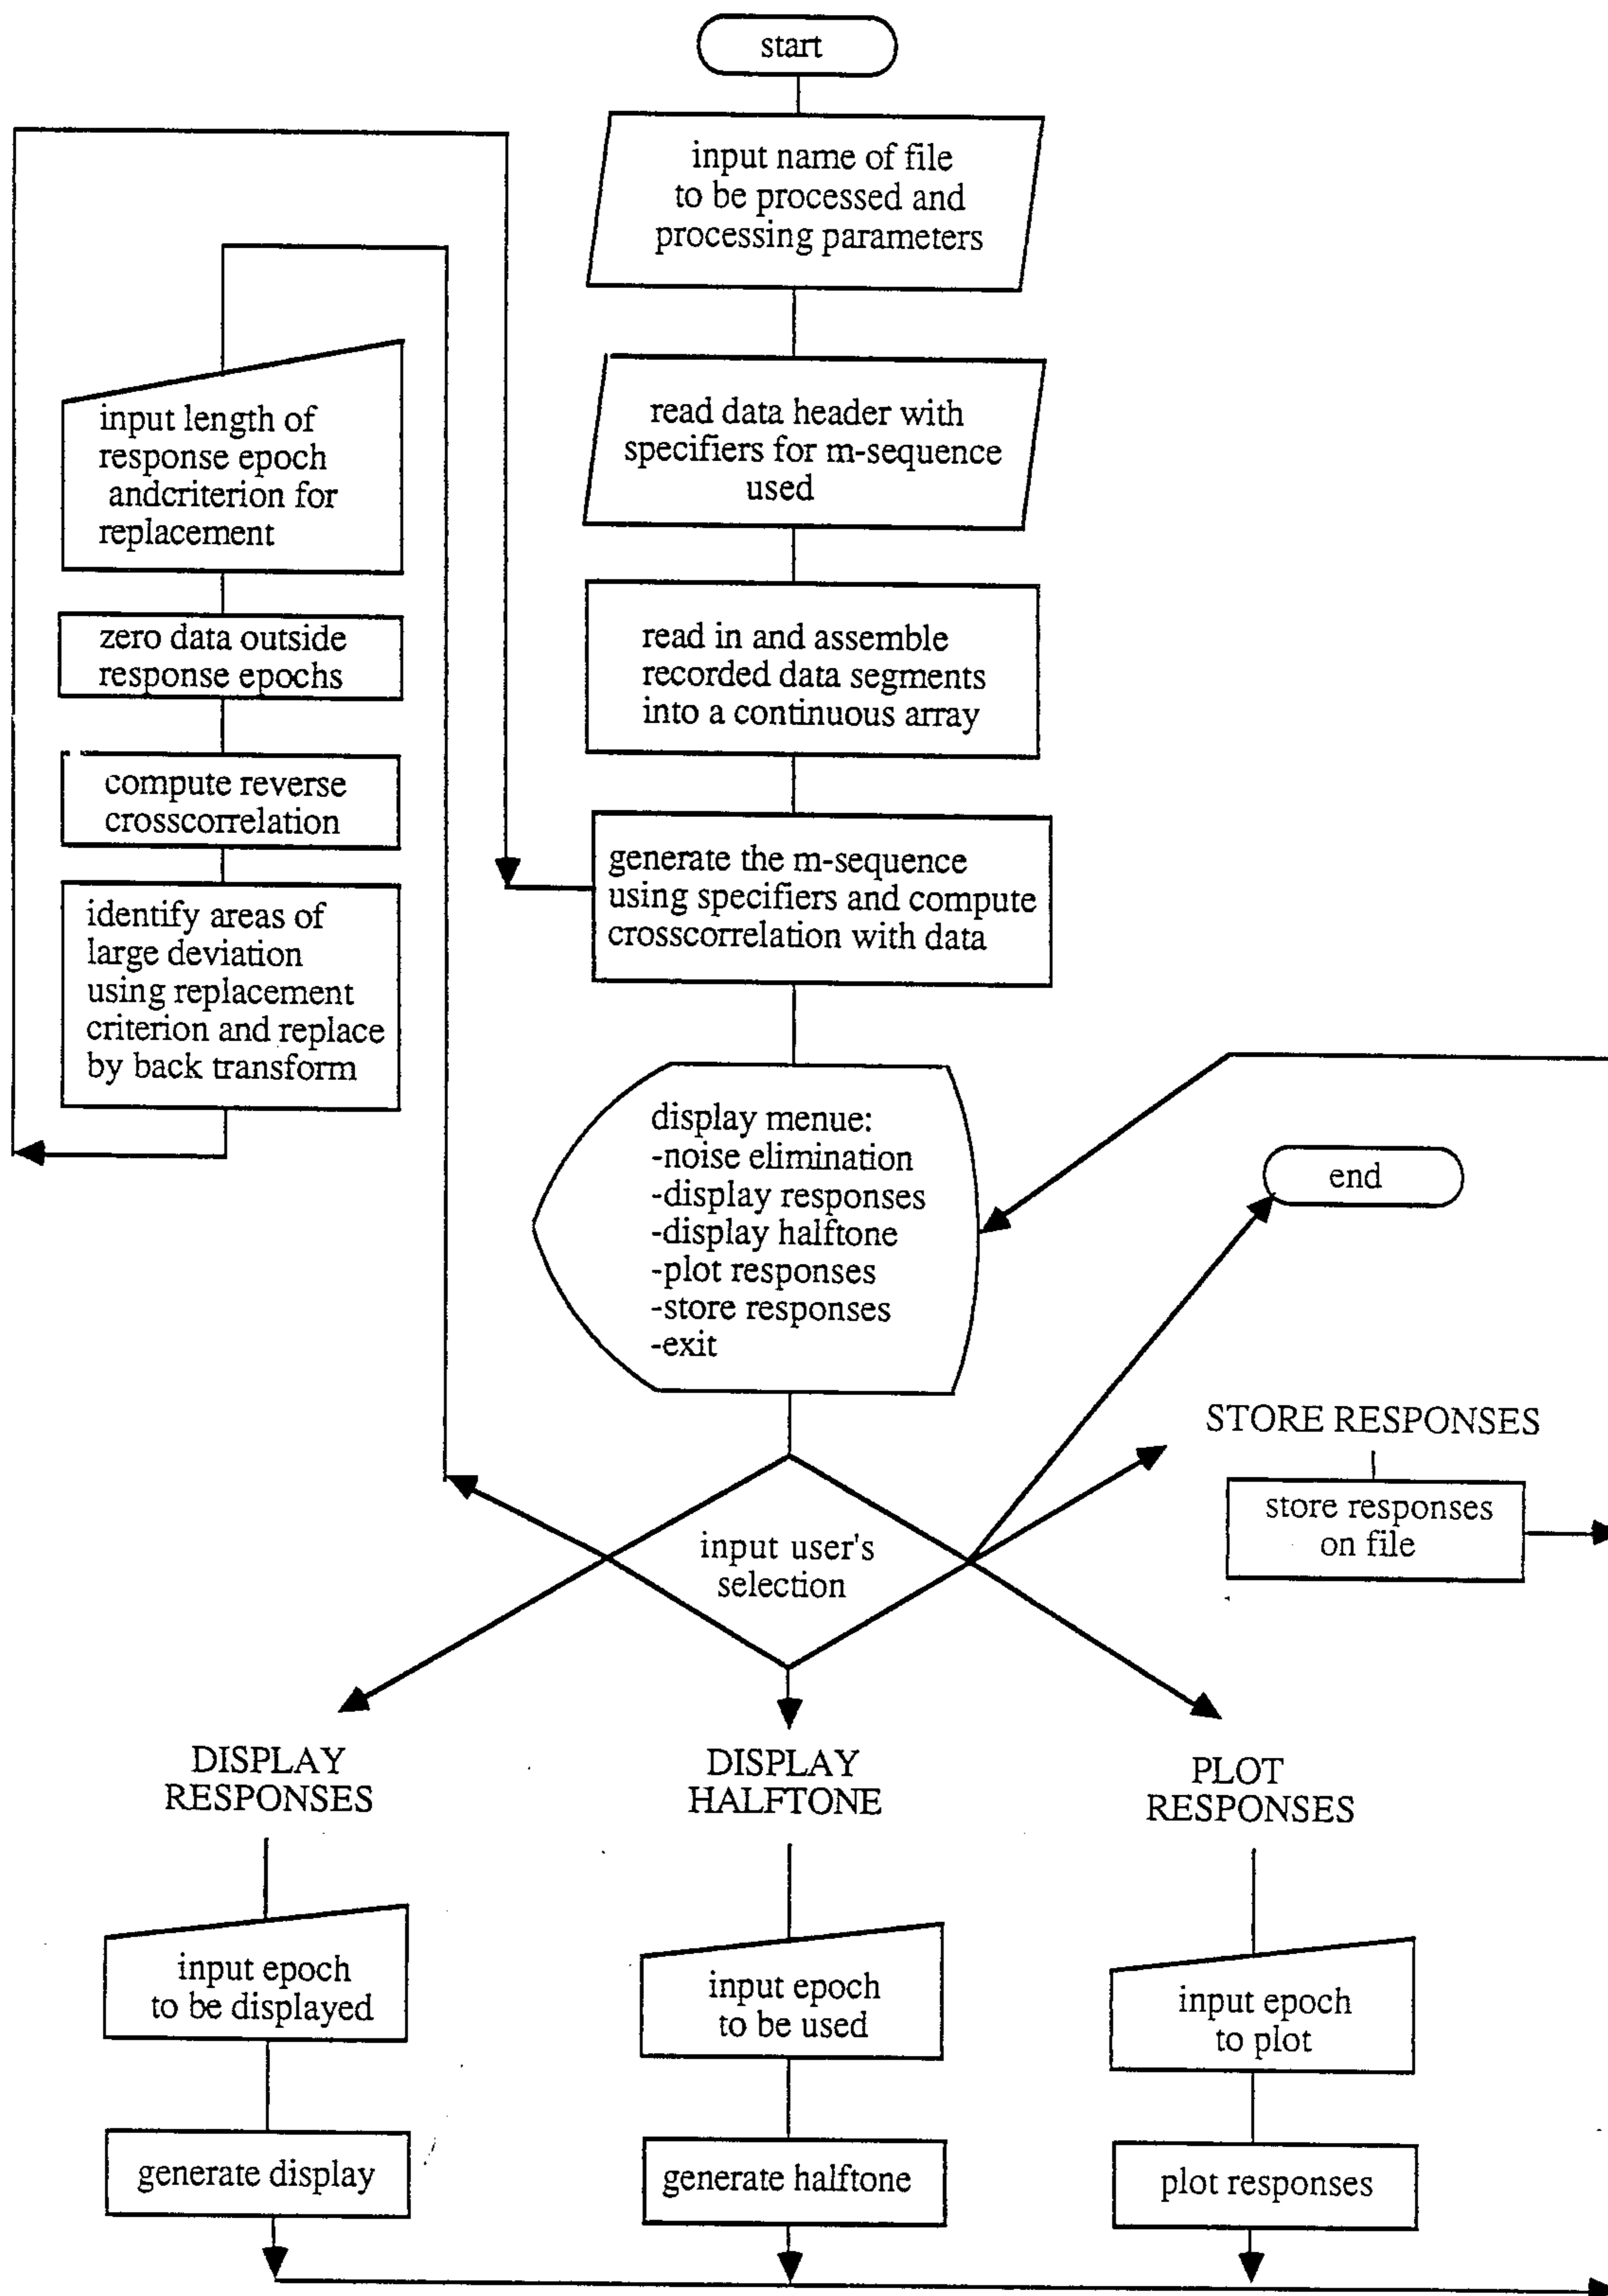 start
input name of file
to be processed and
processing parameters
read data header with
specifiers for m-sequence
used
read in and assemble
recorded data segments
into a continuous array
generate the m-sequence
using specifiers and compute
crosscorrelation with data
input length of
response epoch
andcriterion for
replacement
zero data outside
response epochs
compute reverse
crosscorrelation
identify areas of
large deviation
using replacement
criterion and replace
by back transform
display menue:
-noise elimination
-display responses
-display halftone
-plot responses
-store responses
-exit
end
input user's
selection
STORE RESPONSES
store responses
on file
DISPLAY
RESPONSES
input epoch
to be displayed
generate display
DISPLAY
HALFTONE
input epoch
to be used
generate halftone
PLOT
RESPONSES
input epoch
to plot
plot responses